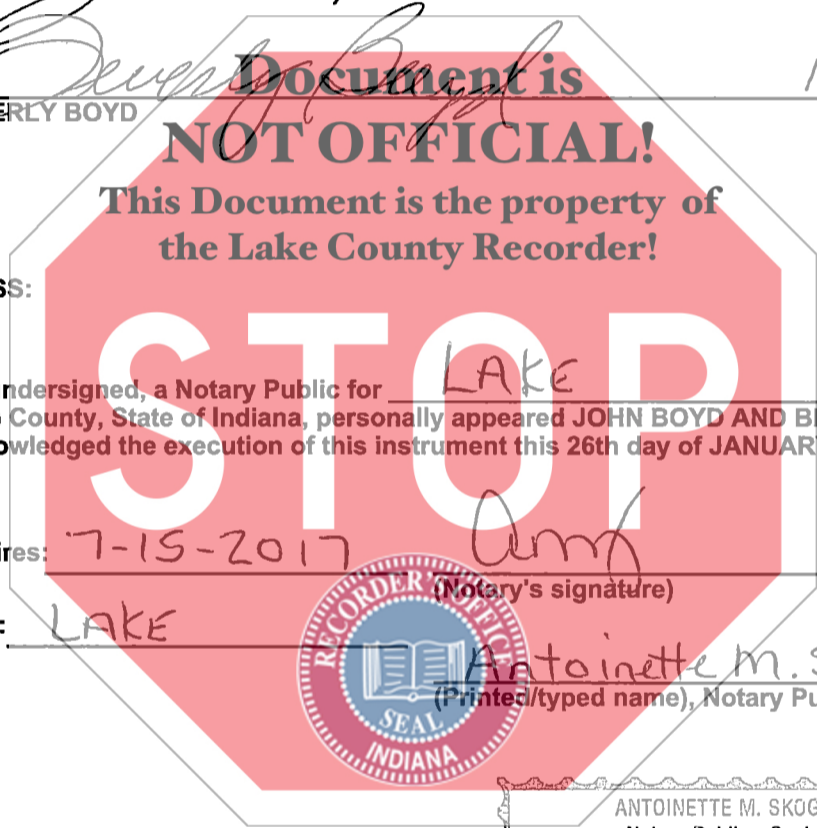 Beverly Boyd
ERLY BOYD
Document is
NOT OFFICIAL!
This Document is the property of
the Lake County Recorder!
SS:
STOP
ndersigned, a Notary Public for LAKE
County, State of Indiana, personally appeared JOHN BOYD AND B
owledged the execution of this instrument this 26th day of JANUAR
ires: 7-15-2017
(Notary's signature)
: LAKE
Antoinette M. S
(Printed/typed name), Notary Pu
RECORDER'S OFFICE
SEAL
INDIANA
ANTOINETTE M. SKOG